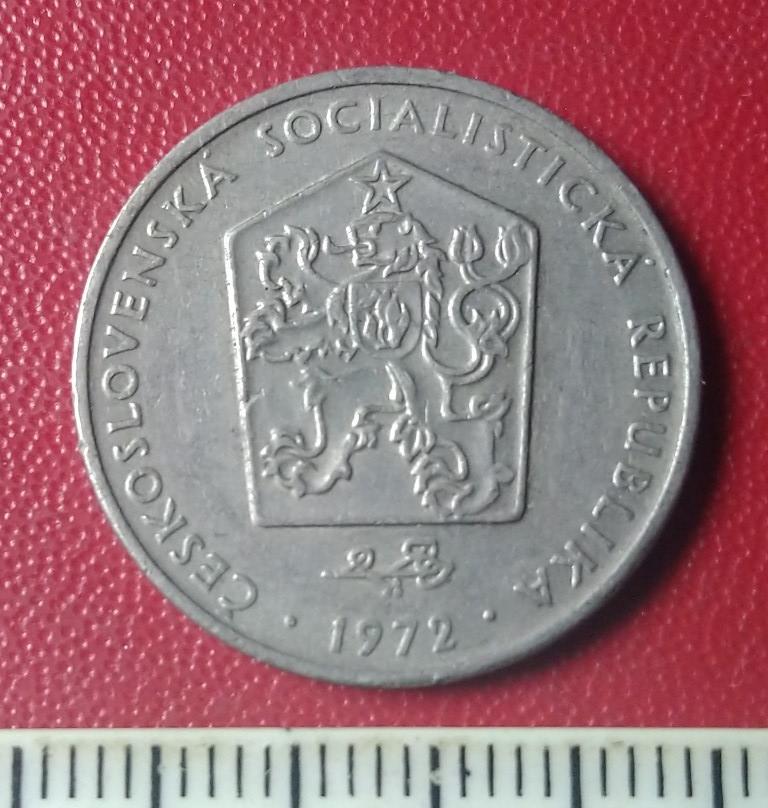 ČESKOSLOVENSKÁ SOCIALISTICKÁ REPUBLIKA
· 1972 ·